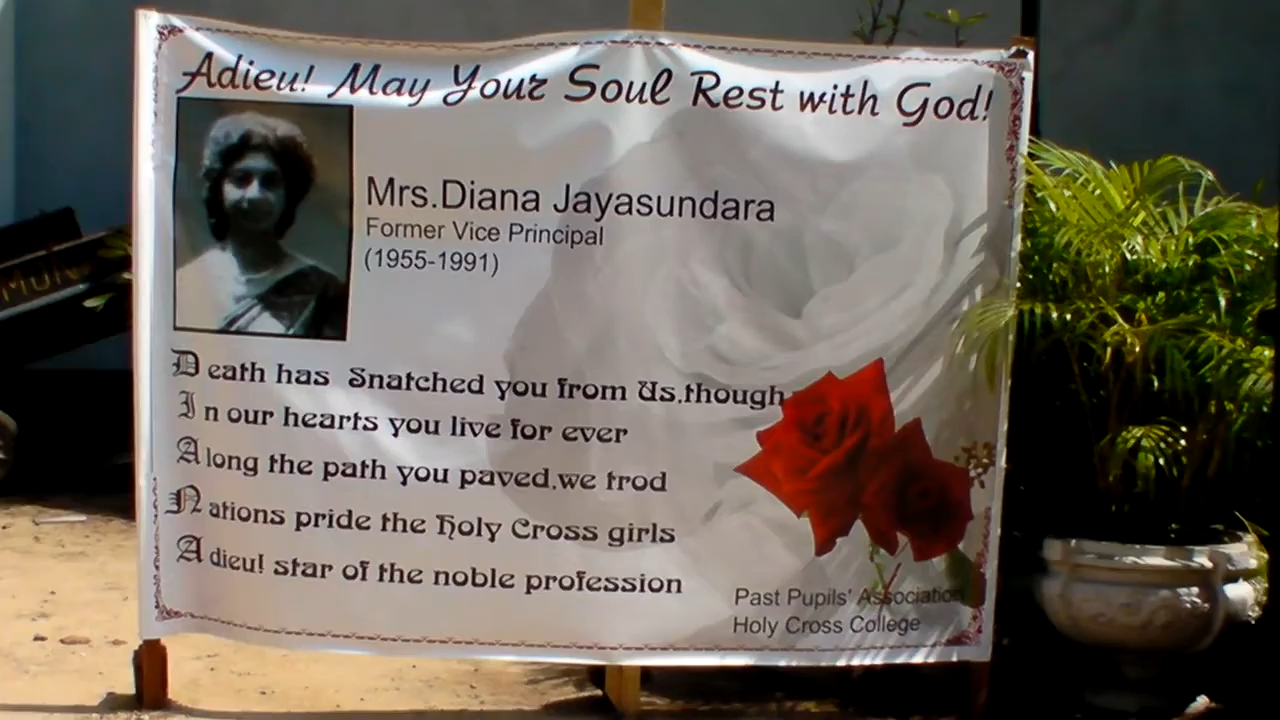 Adieu! May Your Soul Rest with God!
Mrs.Diana Jayasundara
Former Vice Principal
(1955-1991)
Death has Snatched you from Us.though
In our hearts you live for ever
Along the path you paved.we trod
Nations pride the Holy Cross girls
Adieu! star of the noble profession
Past Pupils' Association
Holy Cross College